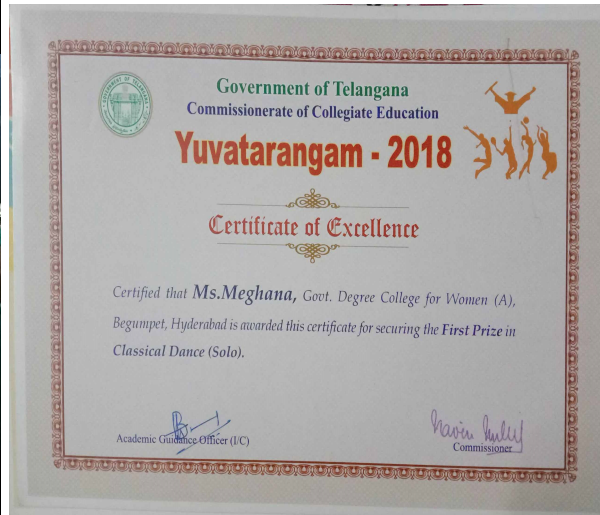 Government of Telangana
Commissionerate of Collegiate Education
Yuvatarangam - 2018
Certificate of Excellence
Certified that Ms.Meghana, Govt. Degree College for Women (A),
Begumpet, Hyderabad is awarded this certificate for securing the First Prize in
Classical Dance (Solo).
Academic Guidance Officer (I/C)
Commissioner